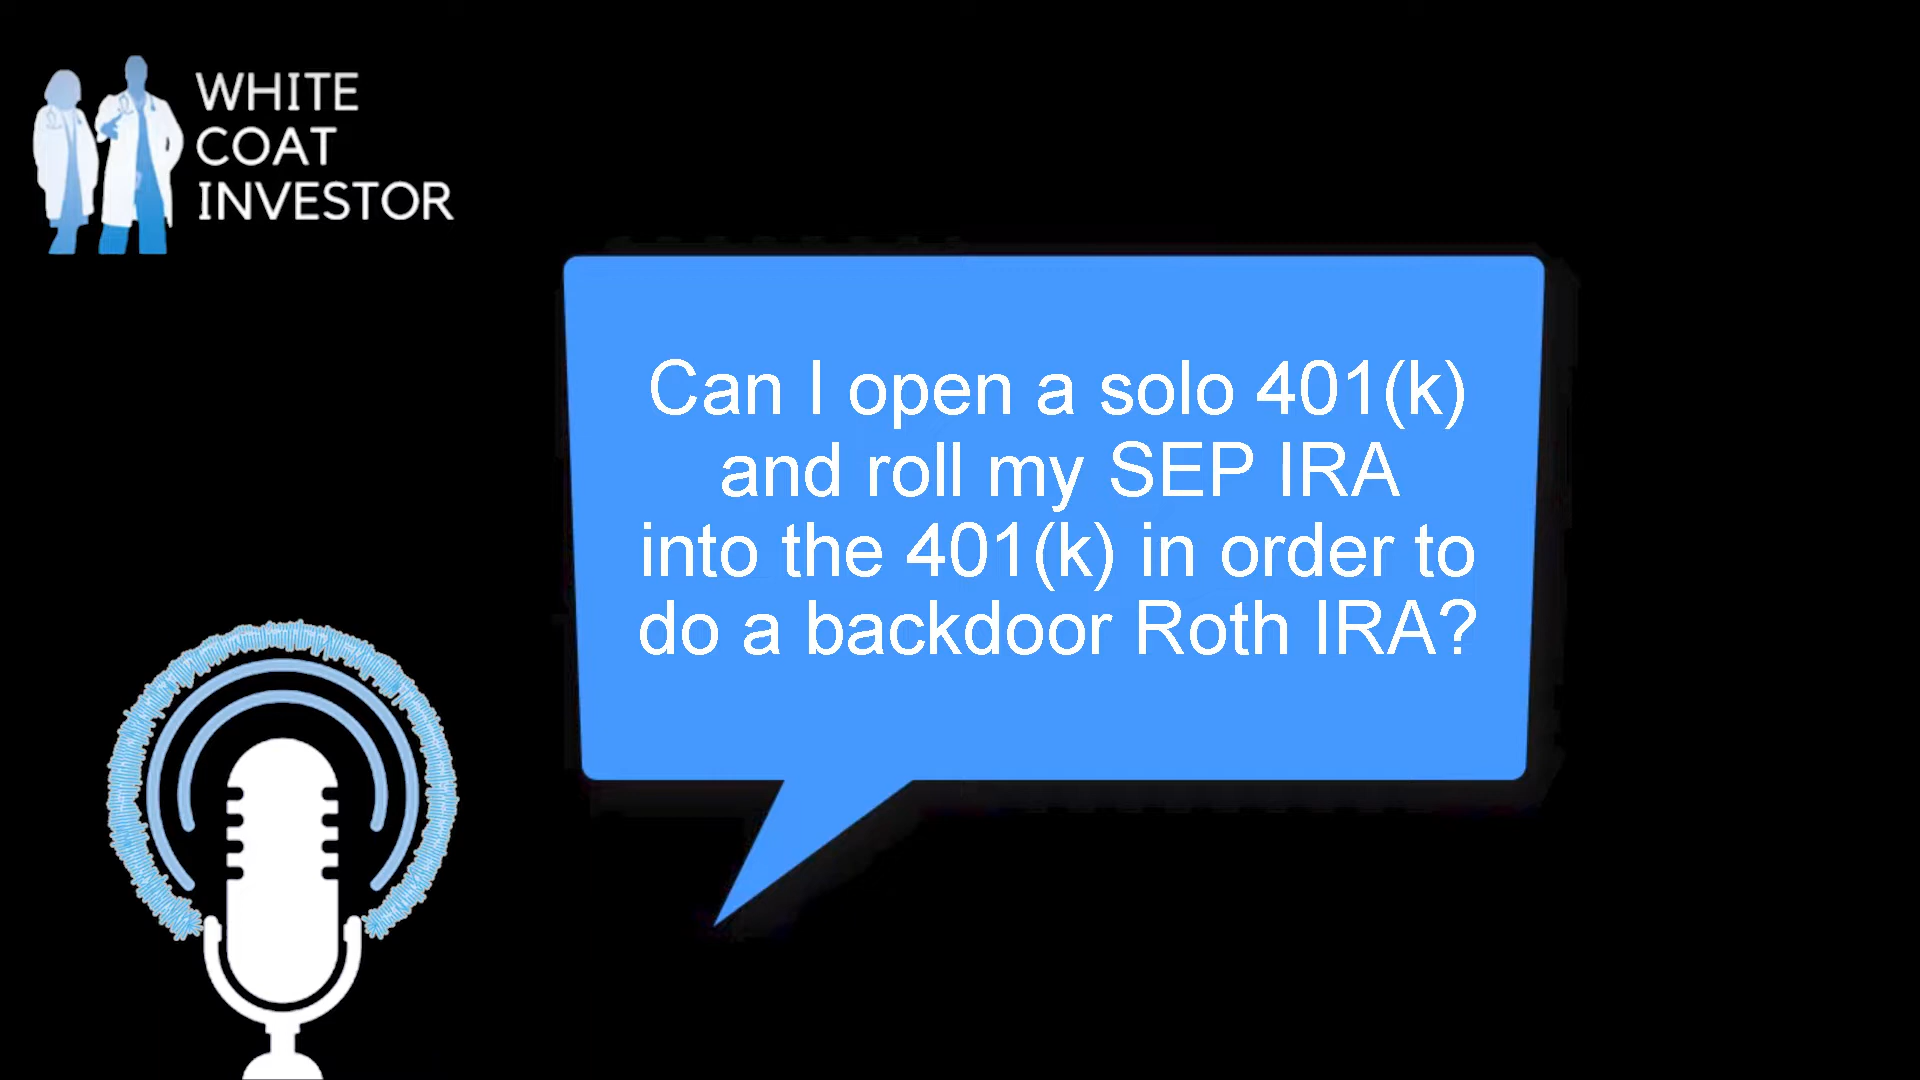 WHITE
COAT
INVESTOR
Can I open a solo 401(k)
and roll my SEP IRA
into the 401(k) in order to
do a backdoor Roth IRA?